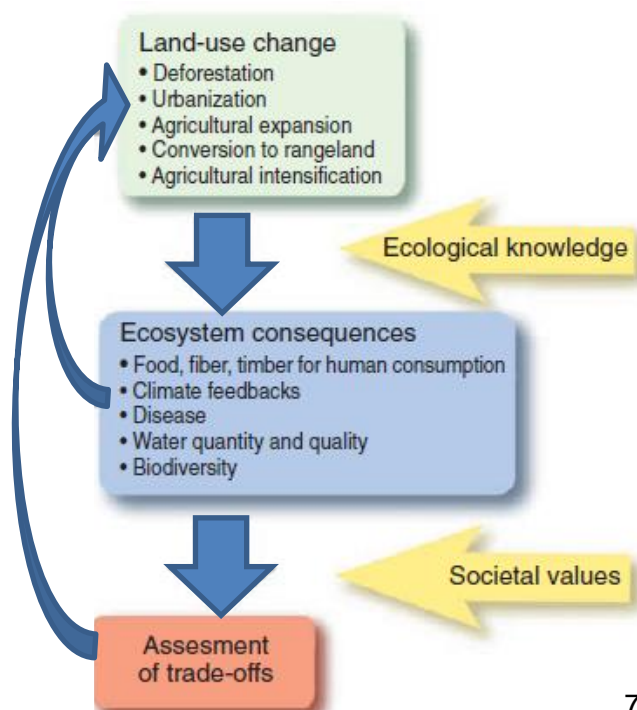 Land-use change
• Deforestation
• Urbanization
• Agricultural expansion
• Conversion to rangeland
• Agricultural intensification
Ecological knowledge
Ecosystem consequences
• Food, fiber, timber for human consumption
• Climate feedbacks
• Disease
• Water quantity and quality
• Biodiversity
Societal values
Assesment
of trade-offs
7